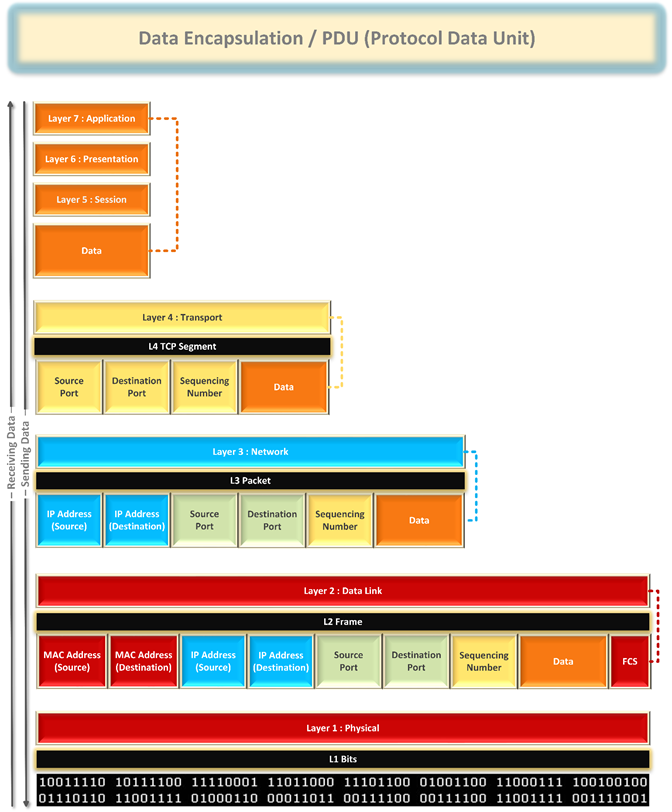 Data Encapsulation / PDU (Protocol Data Unit)
Receiving Data
Sending Data
Layer 7 : Application
Layer 6 : Presentation
Layer 5 : Session
Data
Layer 4 : Transport
L4 TCP Segment
Source
Port
Destination
Port
Sequencing
Number
Data
Layer 3 : Network
L3 Packet
IP Address
(Source)
IP Address
(Destination)
Source
Port
Destination
Port
Sequencing
Number
Data
Layer 2 : Data Link
L2 Frame
MAC Address
(Source)
MAC Address
(Destination)
IP Address
(Source)
IP Address
(Destination)
Source
Port
Destination
Port
Sequencing
Number
Data
FCS
Layer 1 : Physical
L1 Bits
10011110 10111100 11110001 11011000 11101100 01001100 11000111 100100100
01110110 11001111 01000110 00011011 00111100 00111100 00111100 001111001